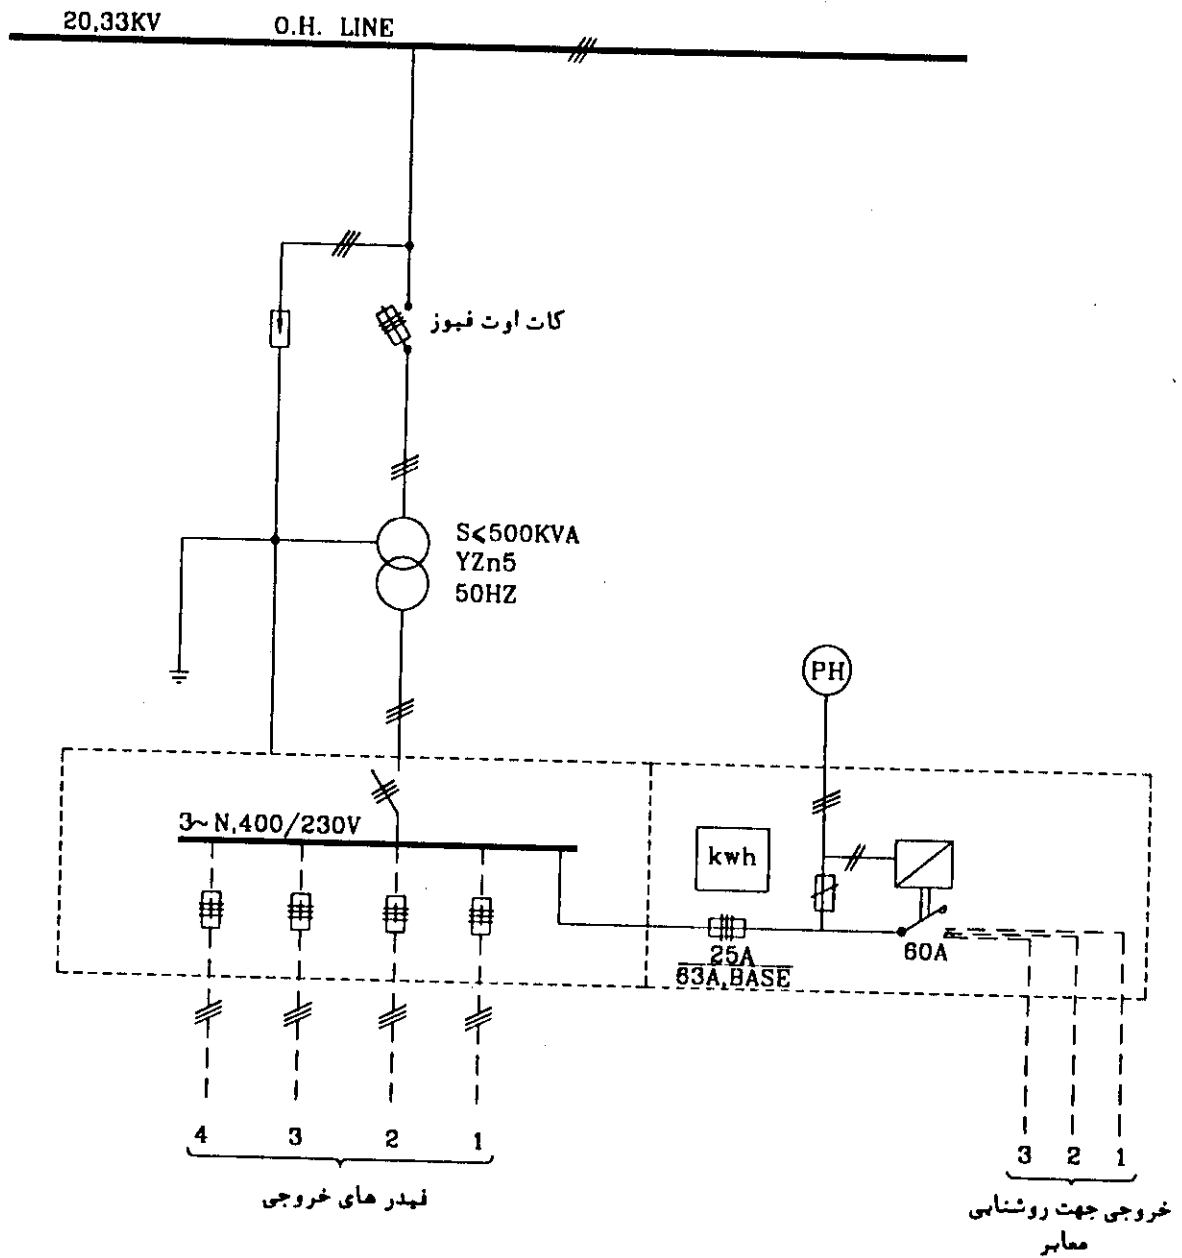 20,33KV
O.H. LINE
کات اوت فیوز
S≤500KVA
YZn5
50HZ
PH
3~ N,400/230V
kwh
25A
63A,BASE
60A
4 3 2 1
فیدر های خروجی
3 2 1
خروجی جهت روشنایی
معابر